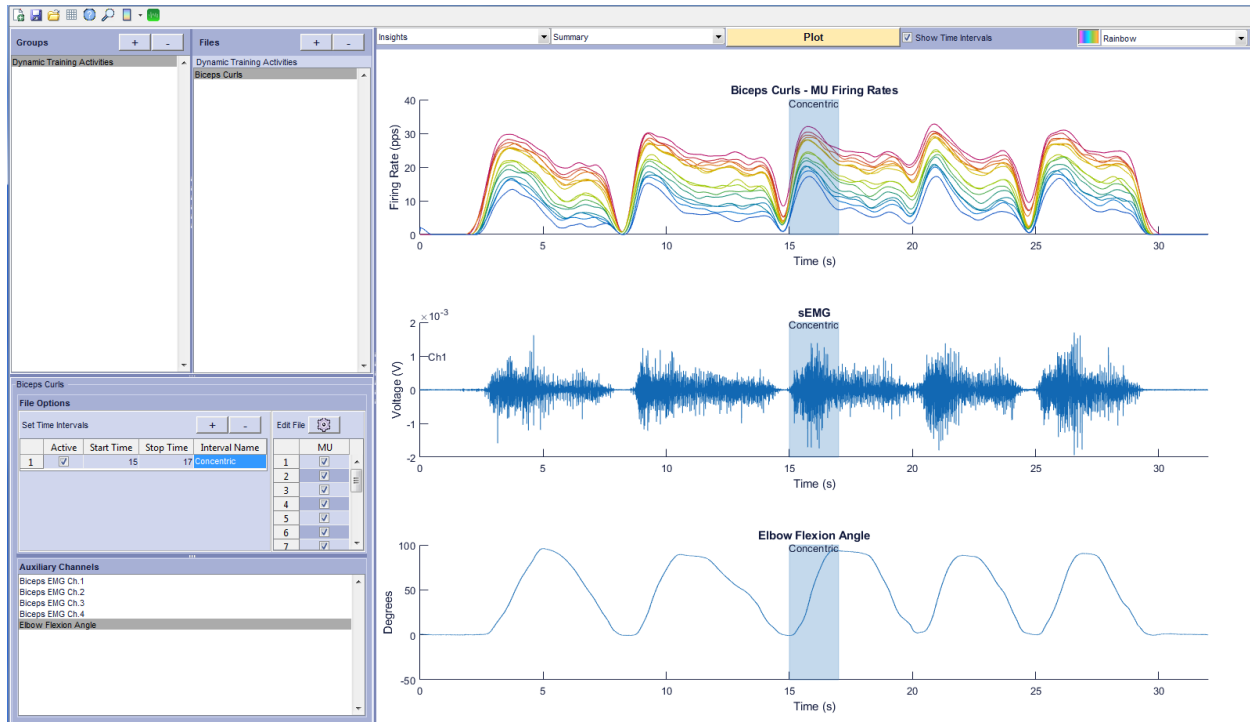 Groups
+ -
Files
+ -
Dynamic Training Activities
Dynamic Training Activities
Biceps Curls
Insights
Summary
Plot
Show Time Intervals
Rainbow
Biceps Curls
File Options
Set Time Intervals
+ -
Edit File
Active Start Time Stop Time Interval Name
1 15 17 Concentric
MU
1
2
3
4
5
6
7
Auxiliary Channels
Biceps EMG Ch.1
Biceps EMG Ch.2
Biceps EMG Ch.3
Biceps EMG Ch.4
Elbow Flexion Angle
Biceps Curls - MU Firing Rates
Concentric
Firing Rate (pps)
40
30
20
10
0
0 5 10 15 20 25 30
Time (s)
sEMG
Concentric
× 10⁻³
Ch1
Voltage (V)
2
1
0
-1
-2
0 5 10 15 20 25 30
Time (s)
Elbow Flexion Angle
Concentric
Degrees
100
50
0
-50
0 5 10 15 20 25 30
Time (s)